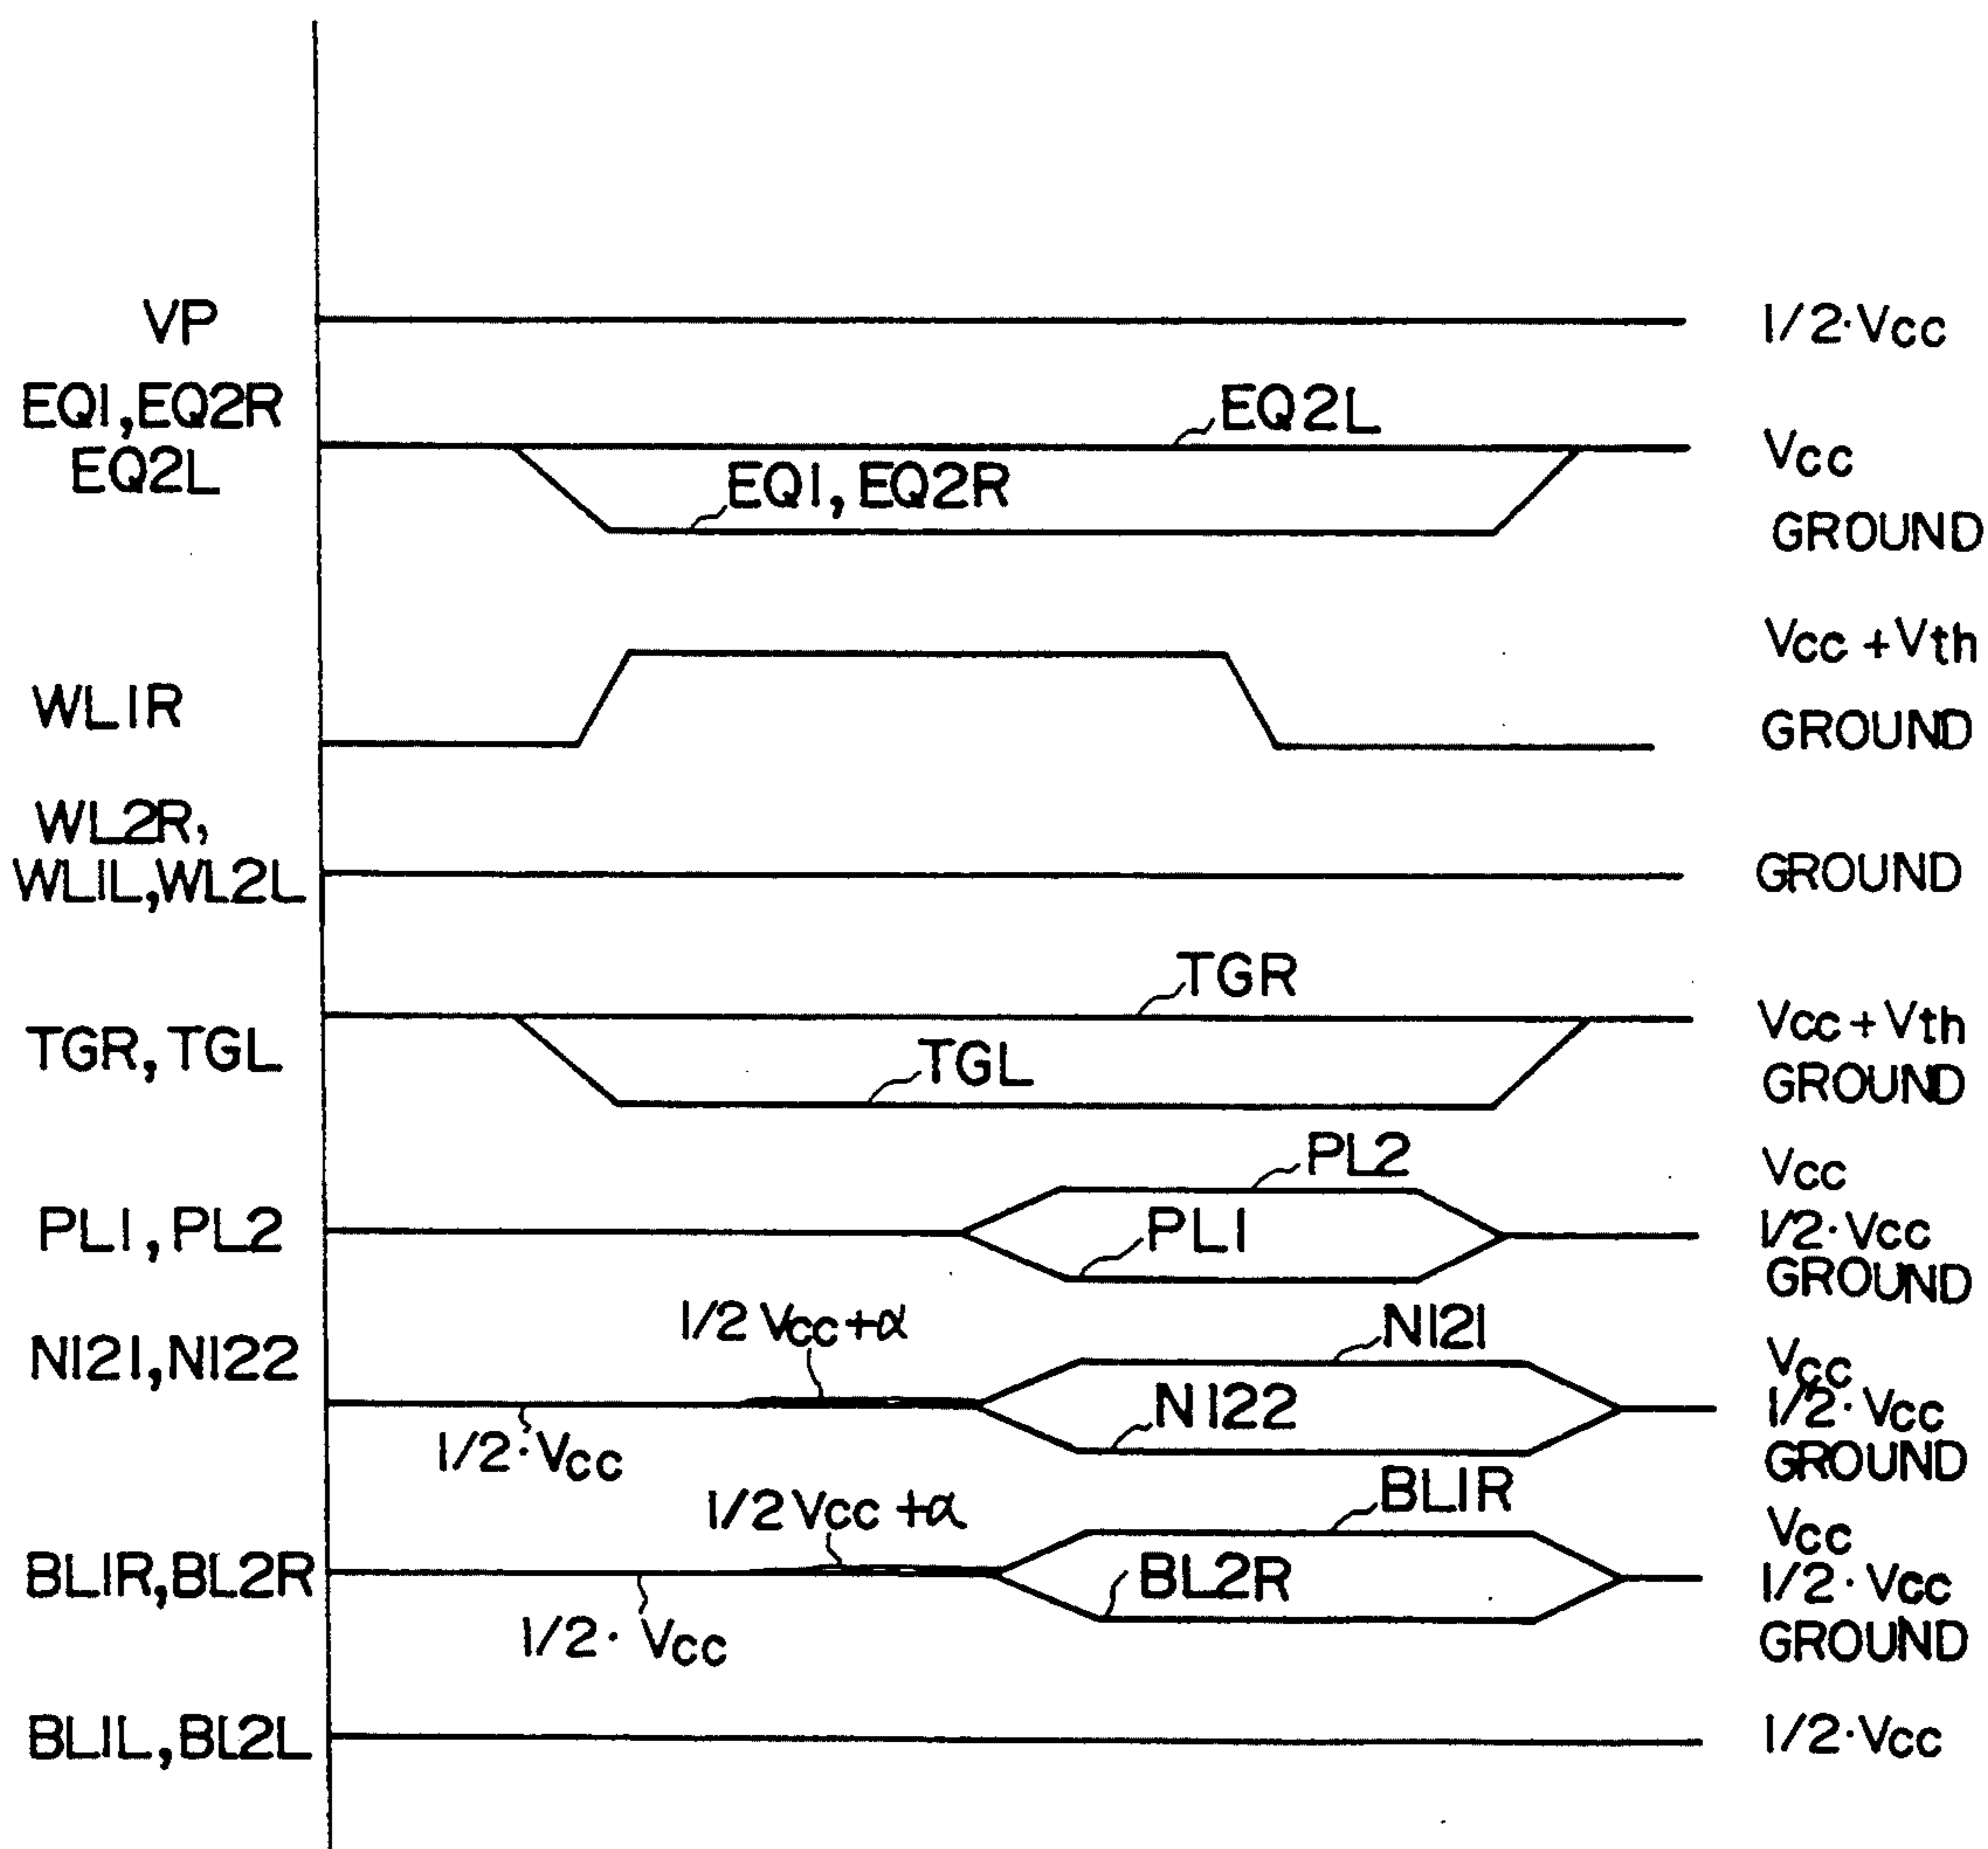 VP
1/2·Vcc
EQ1,EQ2R
EQ2L
EQ2L
EQ1,EQ2R
Vcc
GROUND
WL1R
Vcc+Vth
GROUND
WL2R,
WL1L,WL2L
GROUND
TGR,TGL
TGR
TGL
Vcc+Vth
GROUND
PL1,PL2
PL2
PL1
Vcc
1/2·Vcc
GROUND
N121,N122
1/2 Vcc+α
1/2·Vcc
N121
N122
Vcc
1/2·Vcc
GROUND
BL1R,BL2R
1/2 Vcc+α
1/2·Vcc
BL1R
BL2R
Vcc
1/2·Vcc
GROUND
BL1L,BL2L
1/2·Vcc